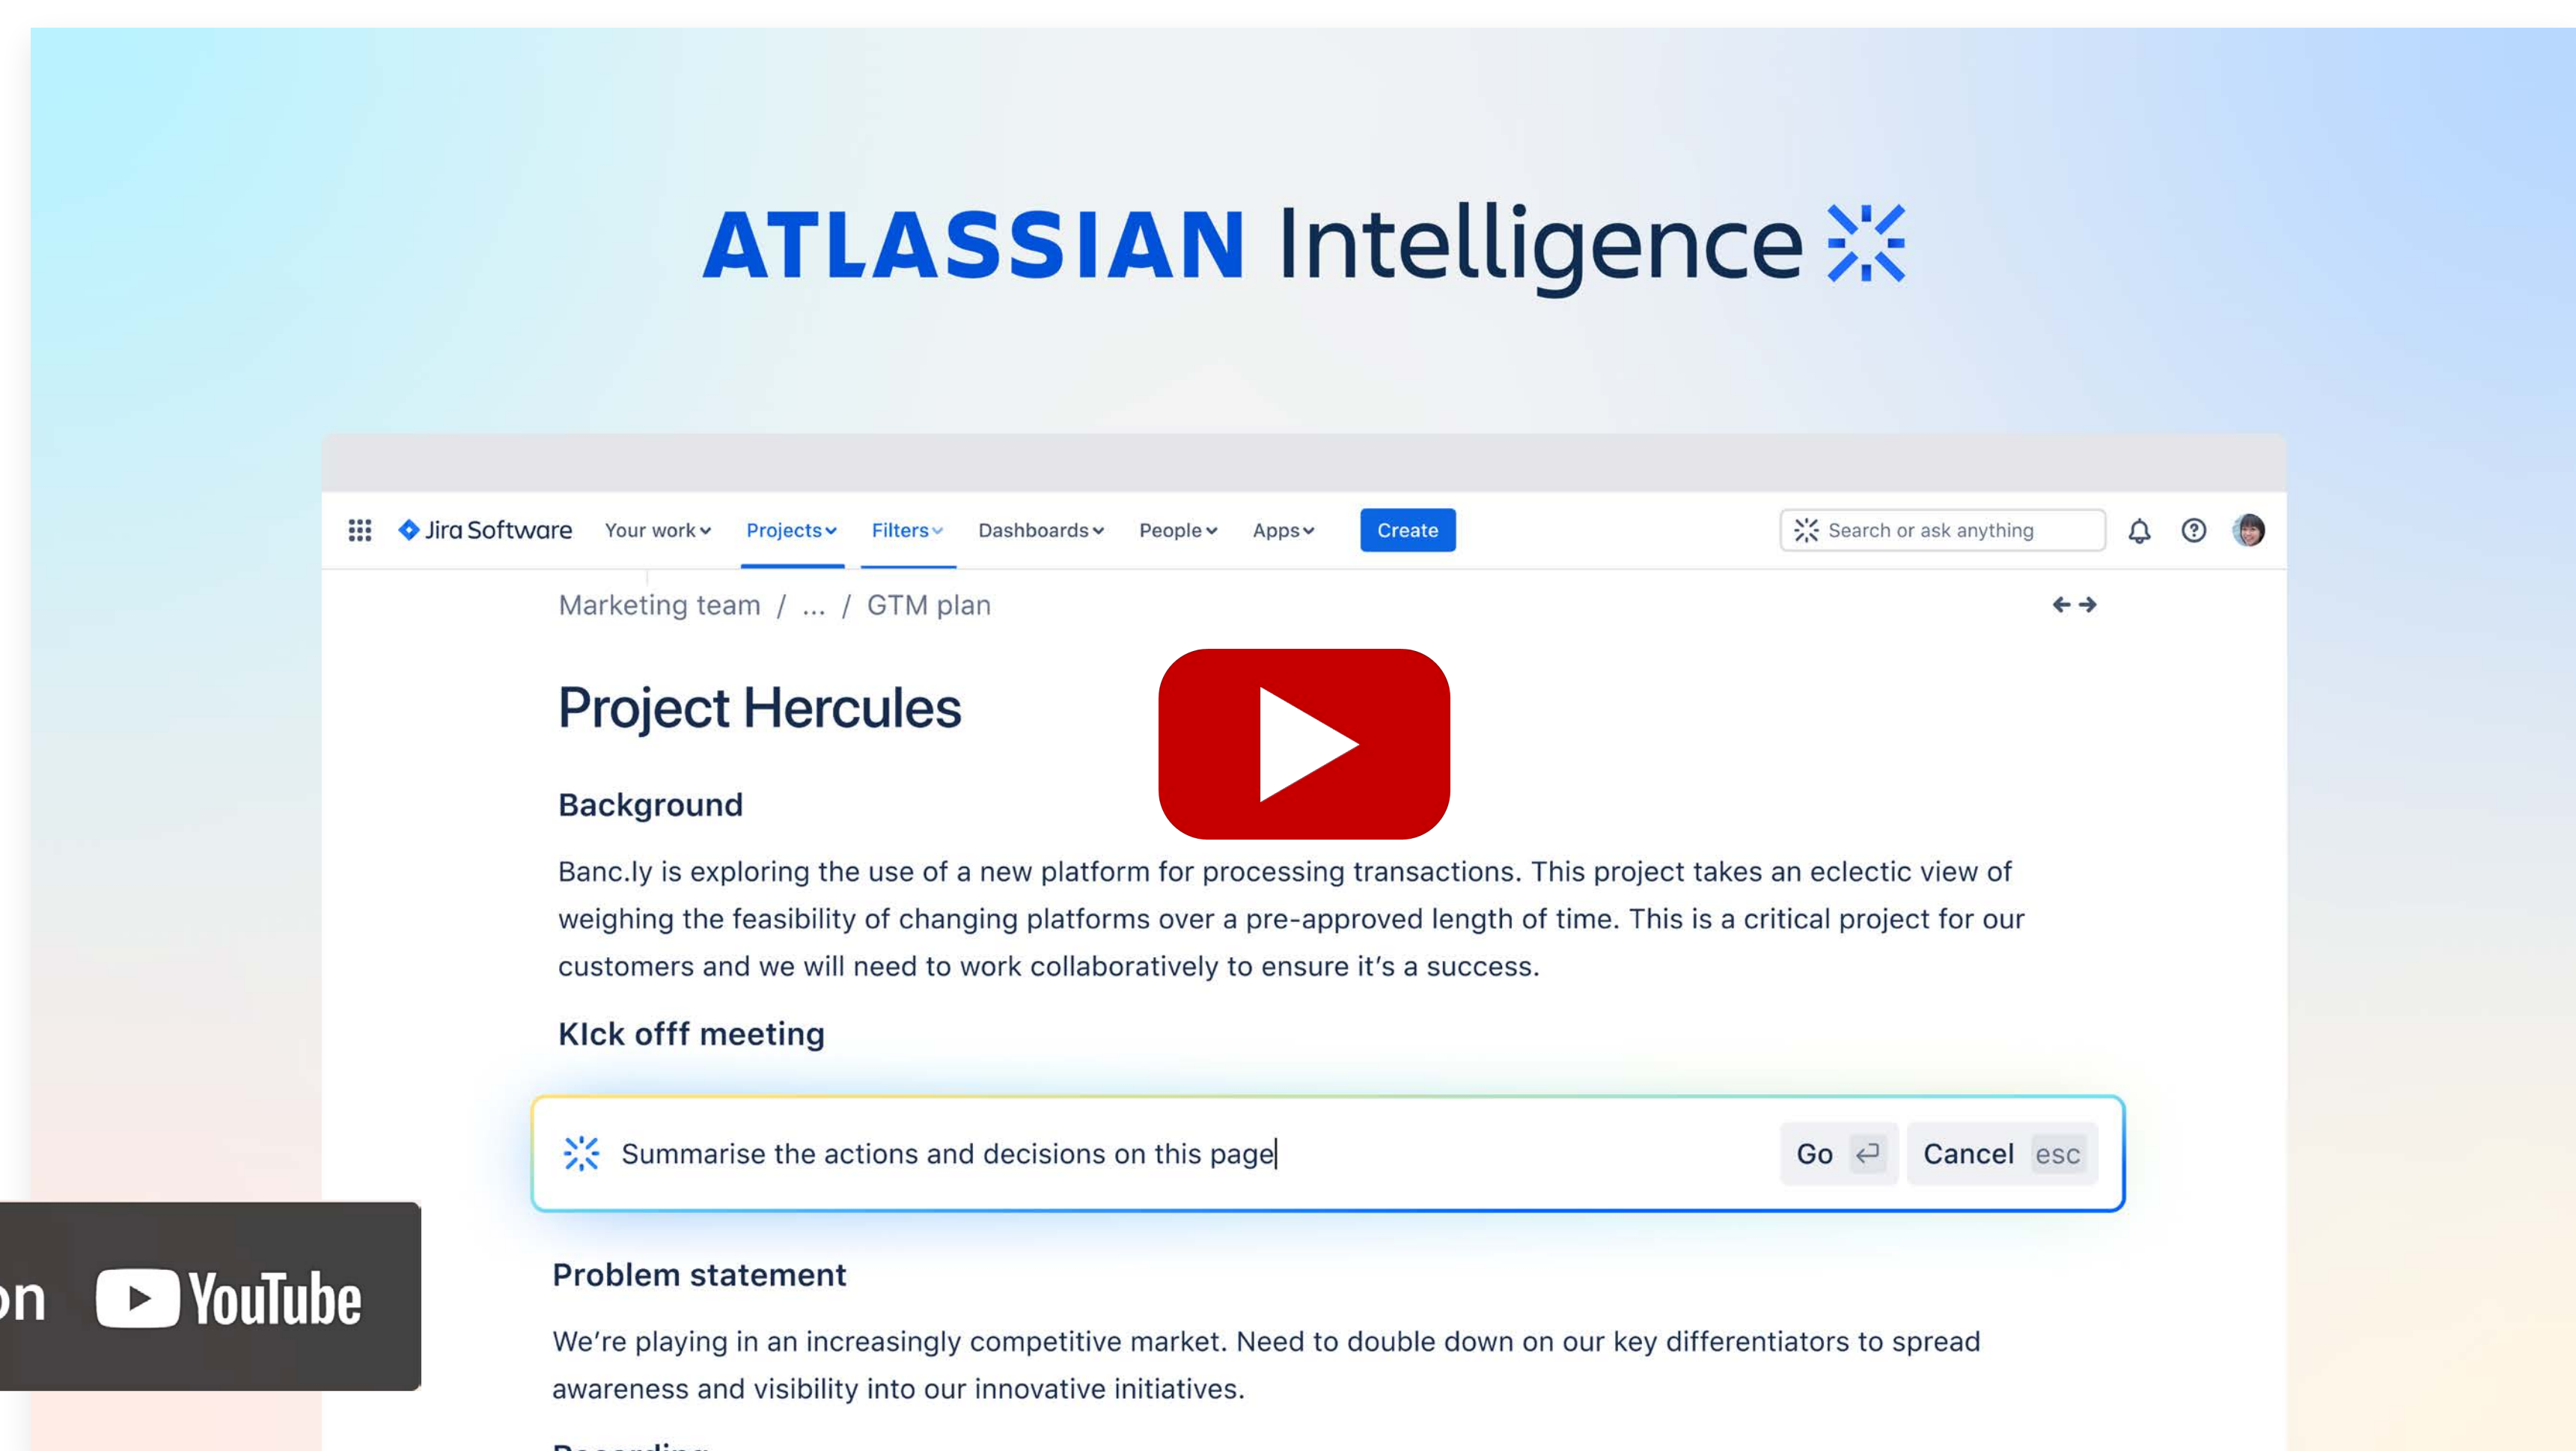 ATLASSIAN Intelligence
Jira Software Your work Projects Filters Dashboards People Apps Create Search or ask anything
Marketing team / ... / GTM plan
Project Hercules
Background
Banc.ly is exploring the use of a new platform for processing transactions. This project takes an eclectic view of
weighing the feasibility of changing platforms over a pre-approved length of time. This is a critical project for our
customers and we will need to work collaboratively to ensure it's a success.
KIck offf meeting
Summarise the actions and decisions on this page Go Cancel esc
on YouTube
Problem statement
We're playing in an increasingly competitive market. Need to double down on our key differentiators to spread
awareness and visibility into our innovative initiatives.